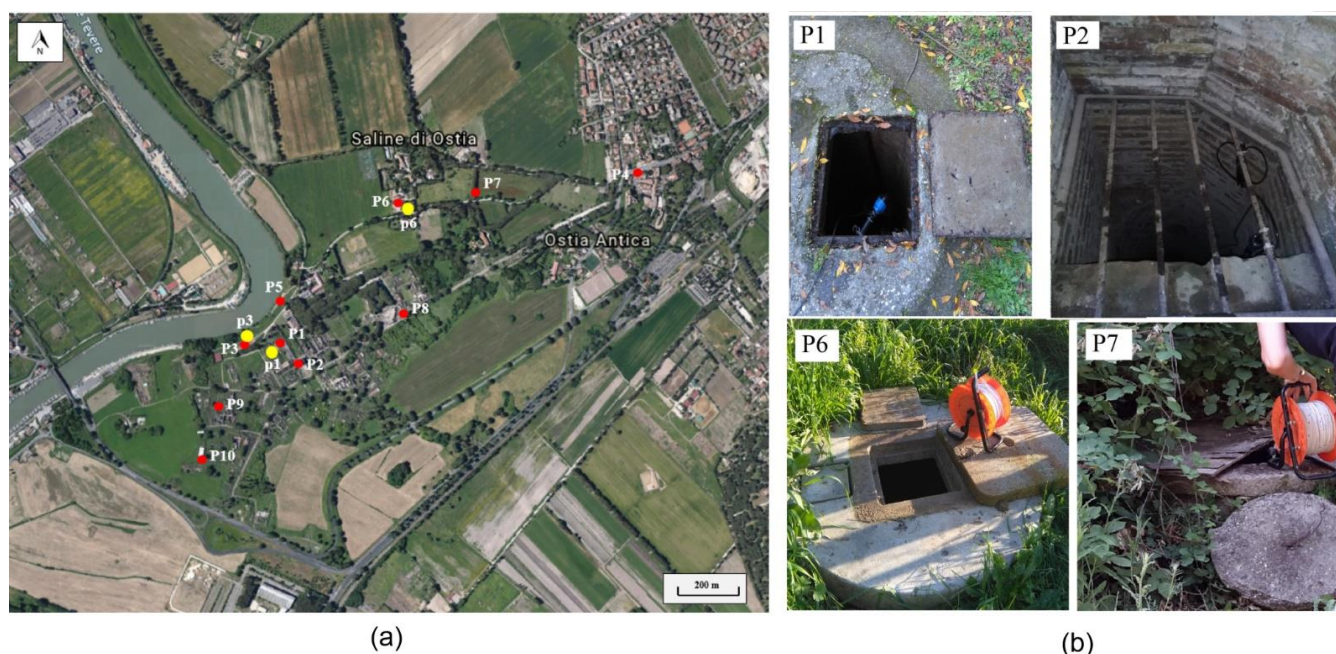 N
e Tevere
Saline di Ostia
Ostia Antica
P4
P7
P6
p6
P5
P8
p3
P3
P1
p1
P2
P9
P10
200 m
(a)
P1
P2
P6
P7
(b)